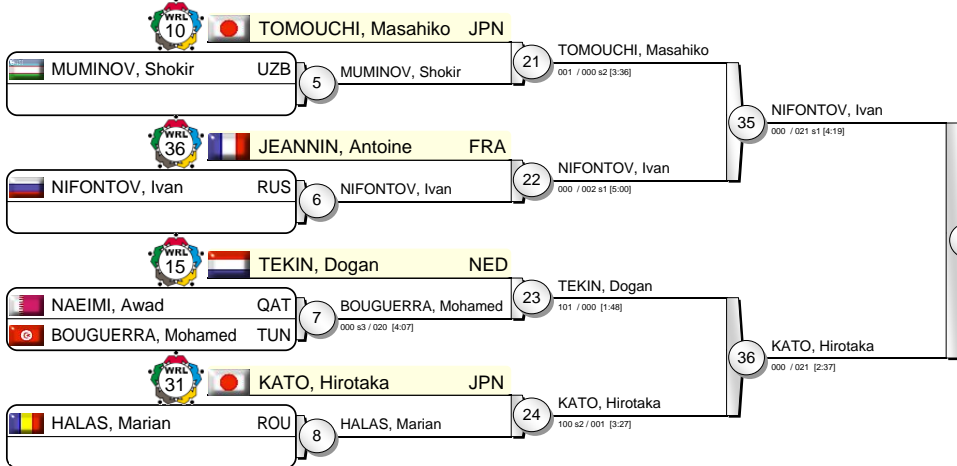 WRL 10 TOMOUCHI, Masahiko JPN
MUMINOV, Shokir UZB
5 MUMINOV, Shokir
21 TOMOUCHI, Masahiko
001 / 000 s2 [3:36]
WRL 36 JEANNIN, Antoine FRA
NIFONTOV, Ivan RUS
6 NIFONTOV, Ivan
22 NIFONTOV, Ivan
000 / 002 s1 [5:00]
35 NIFONTOV, Ivan
000 / 021 s1 [4:19]
WRL 15 TEKIN, Dogan NED
NAEIMI, Awad QAT
BOUGUERRA, Mohamed TUN
7 BOUGUERRA, Mohamed
000 s3 / 020 [4:07]
23 TEKIN, Dogan
101 / 000 [1:48]
WRL 31 KATO, Hirotaka JPN
HALAS, Marian ROU
8 HALAS, Marian
24 KATO, Hirotaka
100 s2 / 001 [3:27]
36 KATO, Hirotaka
000 / 021 [2:37]